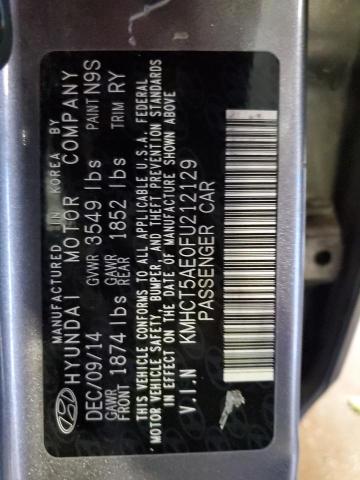 MANUFACTURED IN KOREA BY
HYUNDAI MOTOR COMPANY
DEC/09/14 GVWR 3549 lbs PAINT N9S
GAWR FRONT 1874 lbs GAWR REAR 1852 lbs TRIM RY
THIS VEHICLE CONFORMS TO ALL APPLICABLE U.S.A. FEDERAL
MOTOR VEHICLE SAFETY, BUMPER, AND THEFT PREVENTION STANDARDS
IN EFFECT ON THE DATE OF MANUFACTURE SHOWN ABOVE
V.I.N KMHCT5AE0FU212129
PASSENGER CAR